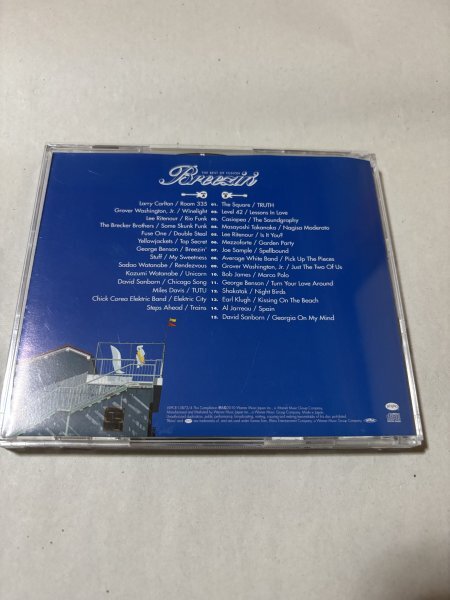 THE BEST OF FUSION
Breezin'
Larry Carlton / Room 335 01. The Square / TRUTH
Grover Washington, Jr. / Winelight 02. Level 42 / Lessons In Love
Lee Ritenour / Rio Funk 03. Casiopea / The Soundgraphy
The Brecker Brothers / Some Skunk Funk 04. Masayoshi Takanaka / Nagisa Moderato
Fuse One / Double Steal 05. Lee Ritenour / Is It You?
Yellowjackets / Top Secret 06. Mezzoforte / Garden Party
George Benson / Breezin' 07. Joe Sample / Spellbound
Stuff / My Sweetness 08. Average White Band / Pick Up The Pieces
Sadao Watanabe / Rendezvous 09. Grover Washington, Jr. / Just The Two Of Us
Kazumi Watanabe / Unicorn 10. Bob James / Marco Polo
David Sanborn / Chicago Song 11. George Benson / Turn Your Love Around
Miles Davis / TUTU 12. Shakatak / Night Birds
Chick Corea Elektric Band / Elektric City 13. Earl Klugh / Kissing On The Beach
Steps Ahead / Trains 14. Al Jarreau / Spain
15. David Sanborn / Georgia On My Mind